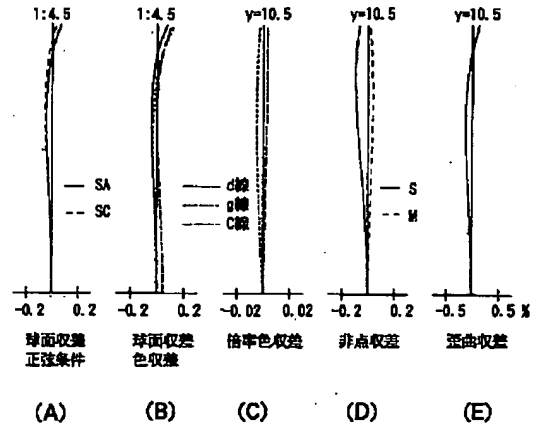 1:4.5 1:4.5 y=10.5 y=10.5 y=10.5
SA
SC
d線
g線
C線
S
M
-0.2 0.2 -0.2 0.2 -0.02 0.02 -0.2 0.2 -0.5 0.5 %
球面収差 球面収差 倍率色収差 非点収差 歪曲収差
正弦条件 色収差
(A) (B) (C) (D) (E)